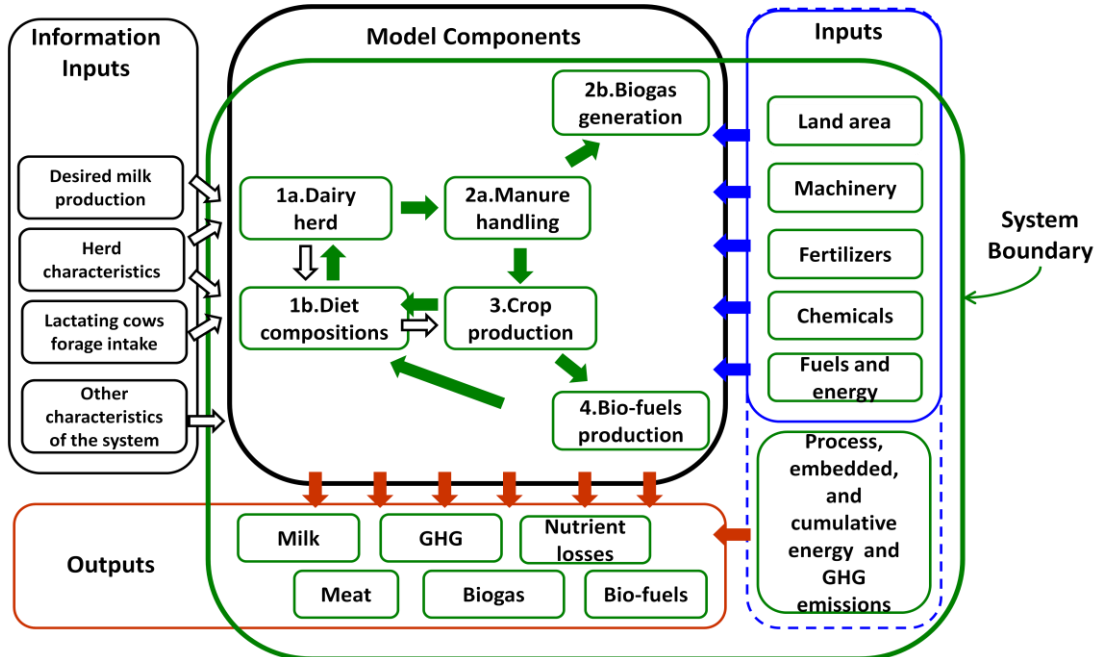 Information
Inputs
Desired milk
production
Herd
characteristics
Lactating cows
forage intake
Other
characteristics
of the system
Model Components
2b.Biogas
generation
1a.Dairy
herd
2a.Manure
handling
1b.Diet
compositions
3.Crop
production
4.Bio-fuels
production
Inputs
Land area
Machinery
Fertilizers
Chemicals
Fuels and
energy
Process,
embedded,
and
cumulative
energy and
GHG
emissions
System
Boundary
Outputs
Milk
GHG
Nutrient
losses
Meat
Biogas
Bio-fuels